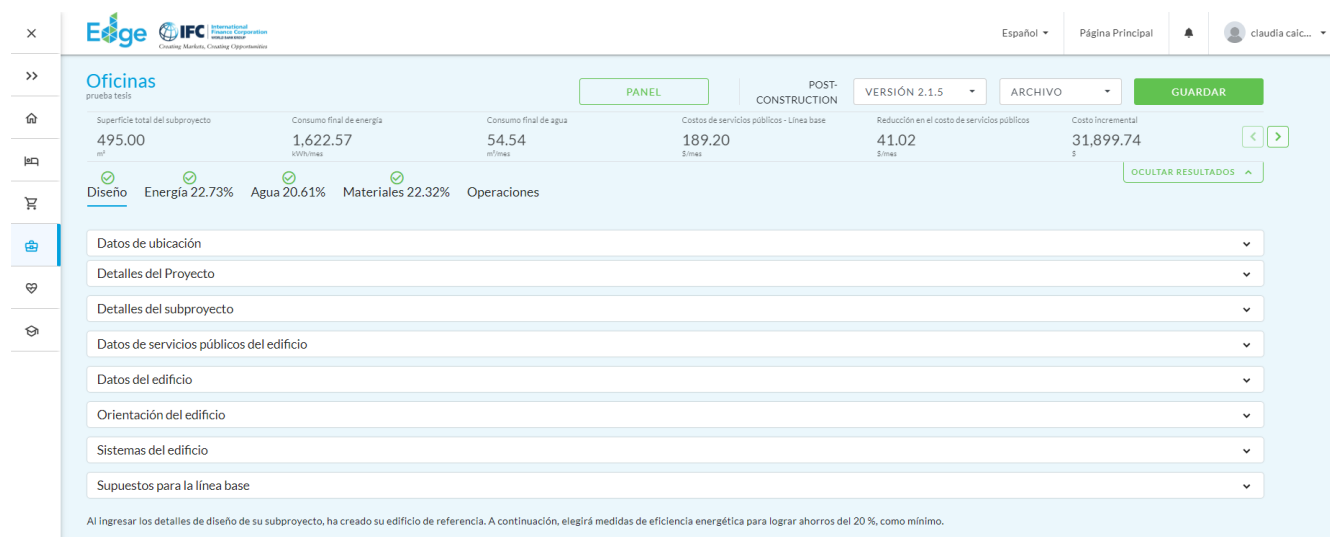 Edge IFC International Finance Corporation WORLD BANK GROUP
Creating Markets, Creating Opportunities
Español
Página Principal
claudia caic...
Oficinas
prueba tesis
PANEL
POST-
CONSTRUCTION
VERSIÓN 2.1.5
ARCHIVO
GUARDAR
Superficie total del subproyecto
495.00
m²
Consumo final de energía
1,622.57
kWh/mes
Consumo final de agua
54.54
m³/mes
Costos de servicios públicos - Línea base
189.20
$/mes
Reducción en el costo de servicios públicos
41.02
$/mes
Costo incremental
31,899.74
$
OCULTAR RESULTADOS
Diseño
Energía 22.73%
Agua 20.61%
Materiales 22.32%
Operaciones
Datos de ubicación
Detalles del Proyecto
Detalles del subproyecto
Datos de servicios públicos del edificio
Datos del edificio
Orientación del edificio
Sistemas del edificio
Supuestos para la línea base
Al ingresar los detalles de diseño de su subproyecto, ha creado su edificio de referencia. A continuación, elegirá medidas de eficiencia energética para lograr ahorros del 20 %, como mínimo.